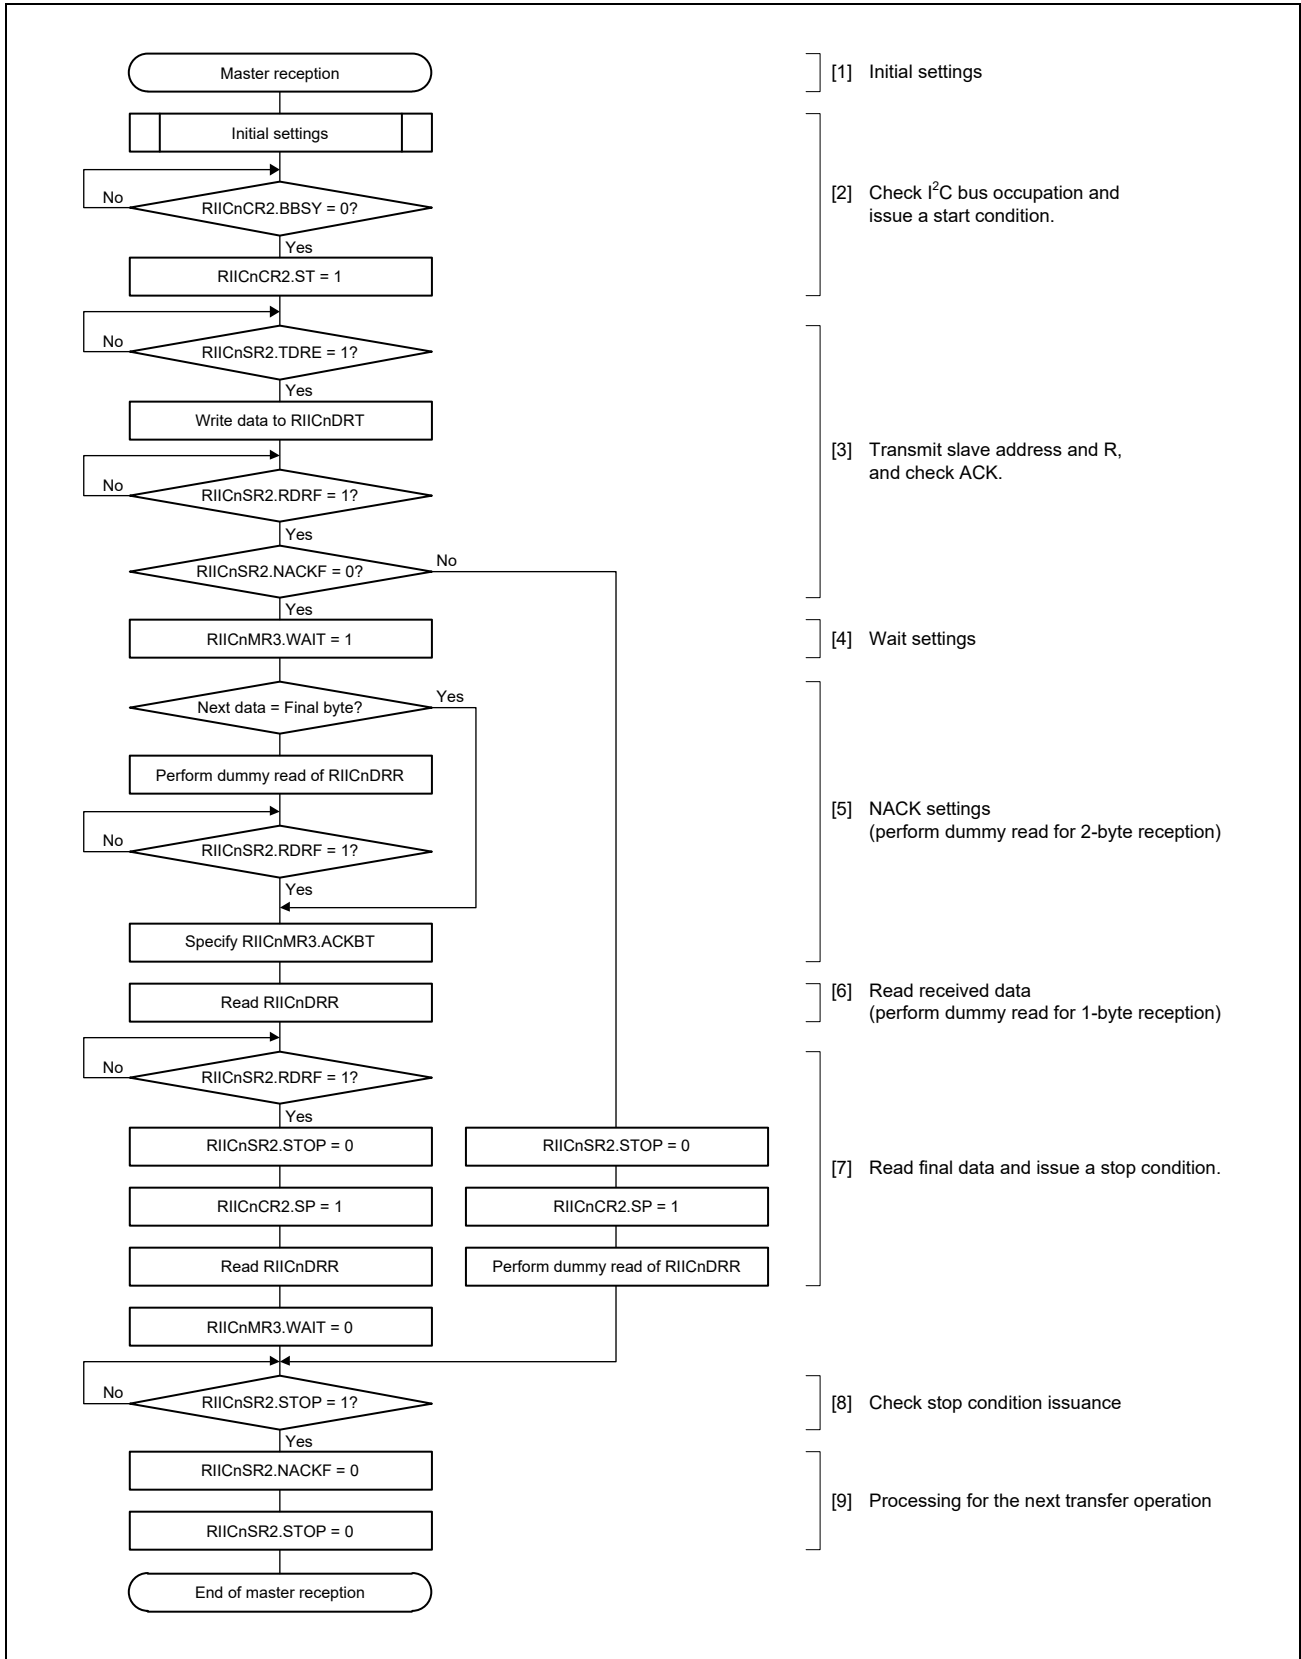 Master reception
[1] Initial settings
Initial settings
No
RIICnCR2.BBSY = 0?
[2] Check I²C bus occupation and
issue a start condition.
Yes
RIICnCR2.ST = 1
No
RIICnSR2.TDRE = 1?
Yes
Write data to RIICnDRT
[3] Transmit slave address and R,
and check ACK.
No
RIICnSR2.RDRF = 1?
Yes
RIICnSR2.NACKF = 0?
No
Yes
RIICnMR3.WAIT = 1
[4] Wait settings
Next data = Final byte?
Yes
Perform dummy read of RIICnDRR
[5] NACK settings
(perform dummy read for 2-byte reception)
No
RIICnSR2.RDRF = 1?
Yes
Specify RIICnMR3.ACKBT
Read RIICnDRR
[6] Read received data
(perform dummy read for 1-byte reception)
No
RIICnSR2.RDRF = 1?
Yes
RIICnSR2.STOP = 0
RIICnSR2.STOP = 0
[7] Read final data and issue a stop condition.
RIICnCR2.SP = 1
RIICnCR2.SP = 1
Read RIICnDRR
Perform dummy read of RIICnDRR
RIICnMR3.WAIT = 0
No
RIICnSR2.STOP = 1?
[8] Check stop condition issuance
Yes
RIICnSR2.NACKF = 0
[9] Processing for the next transfer operation
RIICnSR2.STOP = 0
End of master reception